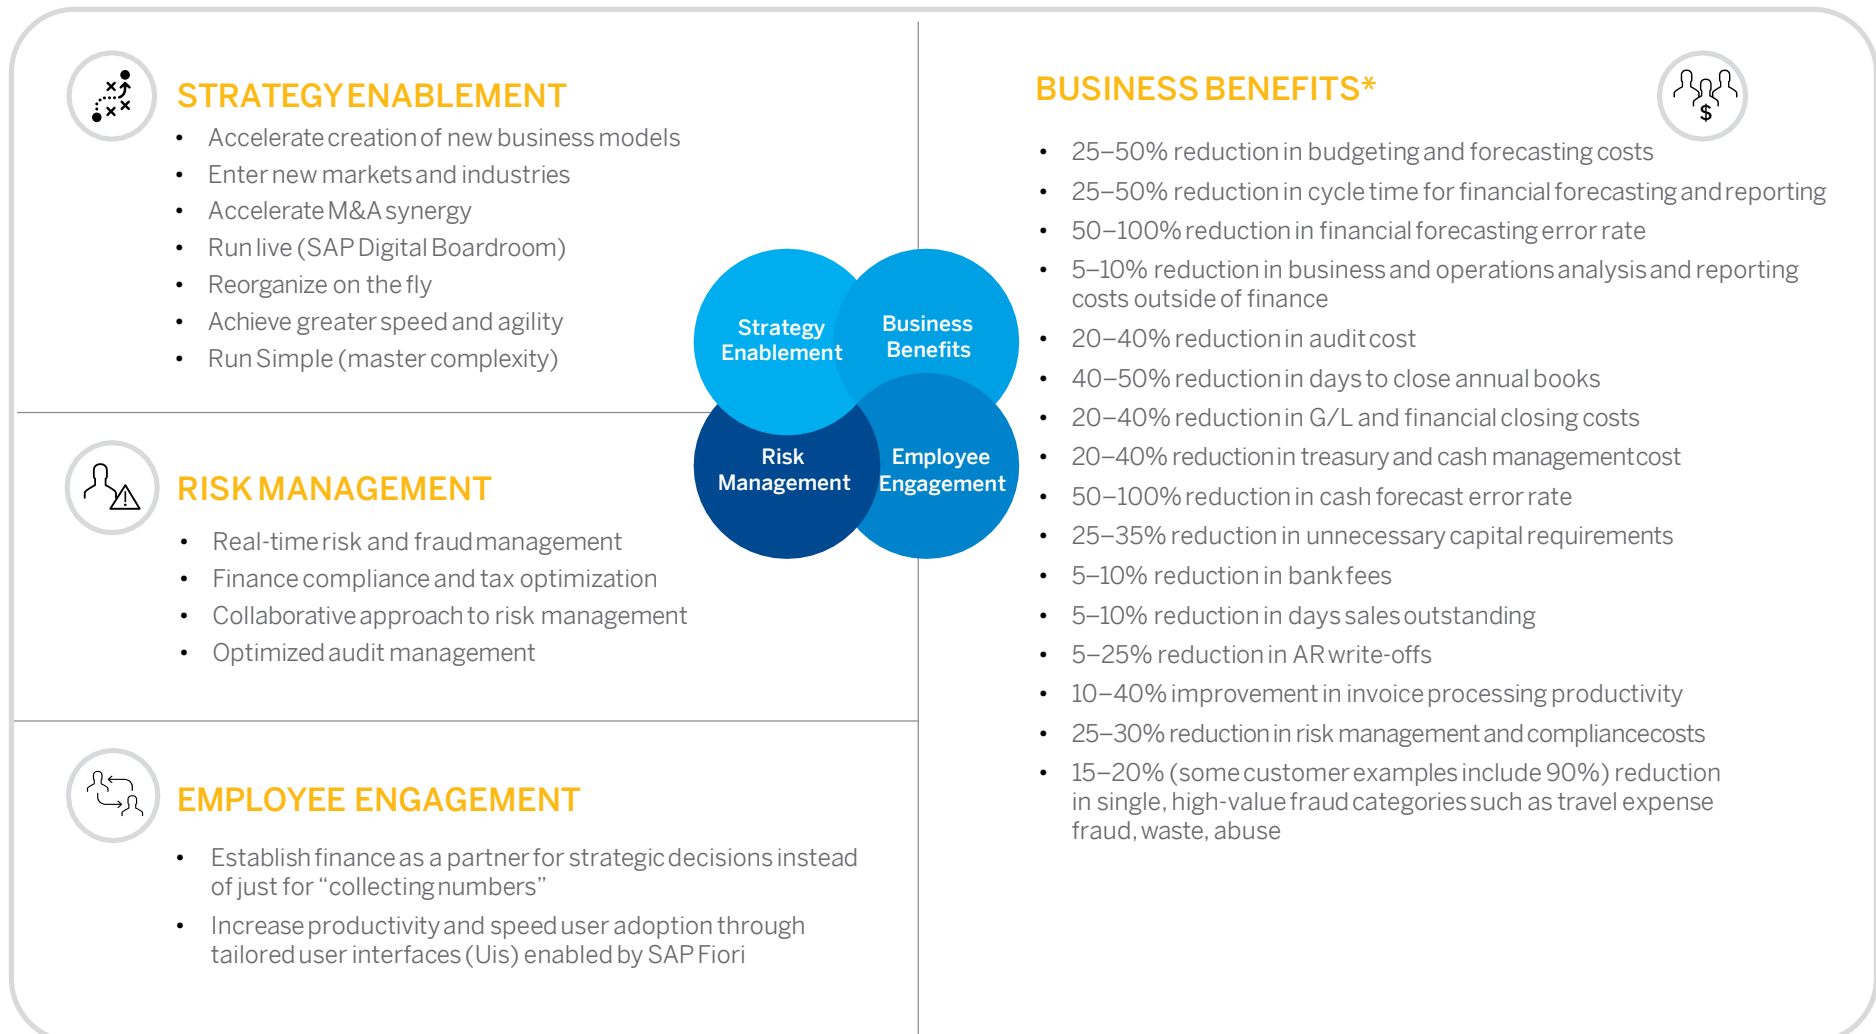 STRATEGY ENABLEMENT
• Accelerate creation of new business models
• Enter new markets and industries
• Accelerate M&A synergy
• Run live (SAP Digital Boardroom)
• Reorganize on the fly
• Achieve greater speed and agility
• Run Simple (master complexity)
RISK MANAGEMENT
• Real-time risk and fraud management
• Finance compliance and tax optimization
• Collaborative approach to risk management
• Optimized audit management
EMPLOYEE ENGAGEMENT
• Establish finance as a partner for strategic decisions instead
of just for “collecting numbers”
• Increase productivity and speed user adoption through
tailored user interfaces (Uis) enabled by SAP Fiori
Strategy
Enablement
Business
Benefits
Risk
Management
Employee
Engagement
BUSINESS BENEFITS*
$
• 25–50% reduction in budgeting and forecasting costs
• 25–50% reduction in cycle time for financial forecasting and reporting
• 50–100% reduction in financial forecasting error rate
• 5–10% reduction in business and operations analysis and reporting
costs outside of finance
• 20–40% reduction in audit cost
• 40–50% reduction in days to close annual books
• 20–40% reduction in G/L and financial closing costs
• 20–40% reduction in treasury and cash management cost
• 50–100% reduction in cash forecast error rate
• 25–35% reduction in unnecessary capital requirements
• 5–10% reduction in bank fees
• 5–10% reduction in days sales outstanding
• 5–25% reduction in AR write-offs
• 10–40% improvement in invoice processing productivity
• 25–30% reduction in risk management and compliance costs
• 15–20% (some customer examples include 90%) reduction
in single, high-value fraud categories such as travel expense
fraud, waste, abuse